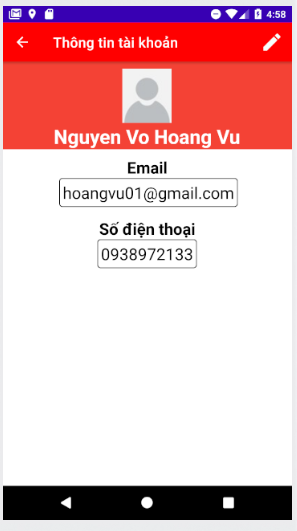 4:58
Thông tin tài khoản
Nguyen Vo Hoang Vu
Email
hoangvu01@gmail.com
Số điện thoại
0938972133